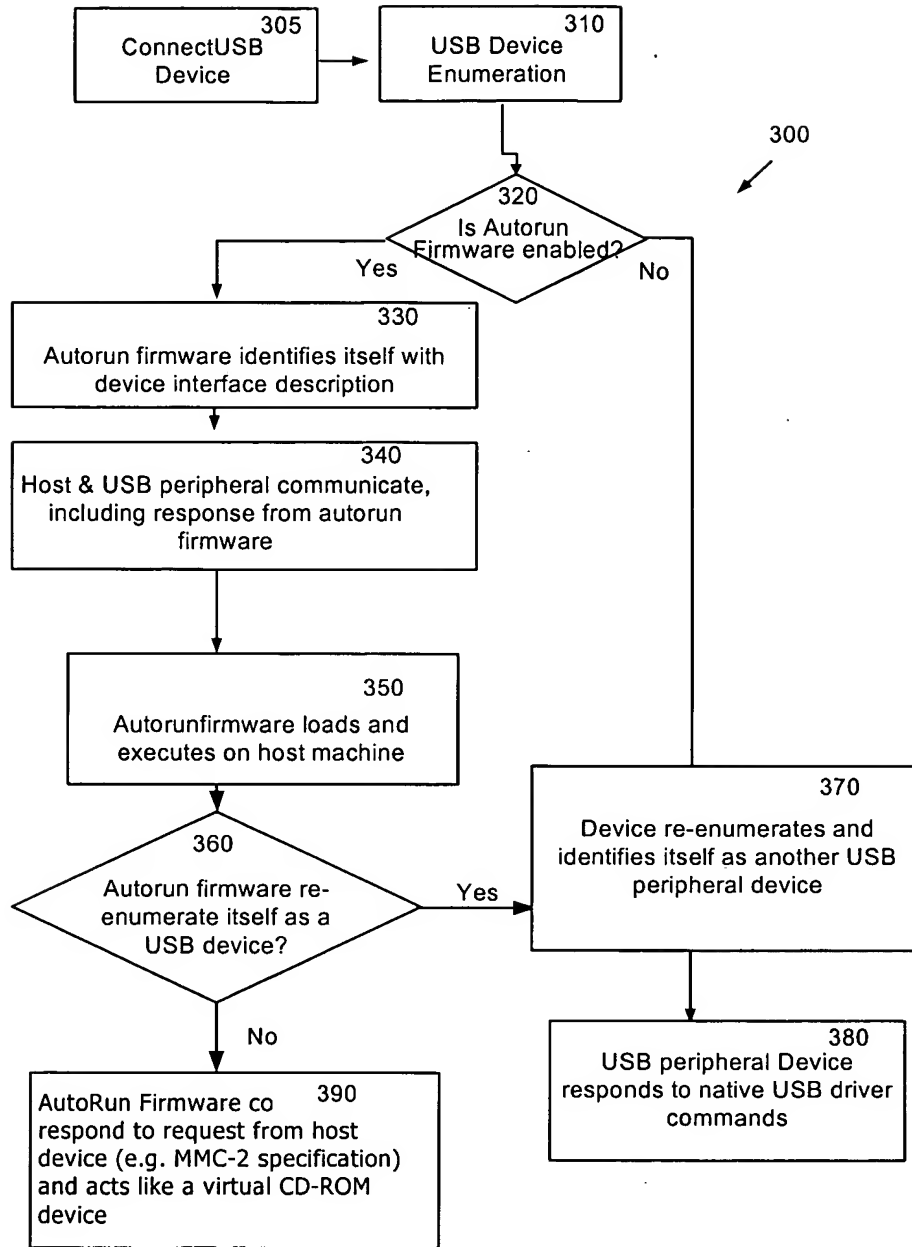 305
ConnectUSB
Device
310
USB Device
Enumeration
300
320
Is Autorun
Firmware enabled?
Yes
No
330
Autorun firmware identifies itself with
device interface description
340
Host & USB peripheral communicate,
including response from autorun
firmware
350
Autorunfirmware loads and
executes on host machine
360
Autorun firmware re-
enumerate itself as a
USB device?
Yes
No
370
Device re-enumerates and
identifies itself as another USB
peripheral device
380
USB peripheral Device
responds to native USB driver
commands
390
AutoRun Firmware co
respond to request from host
device (e.g. MMC-2 specification)
and acts like a virtual CD-ROM
device